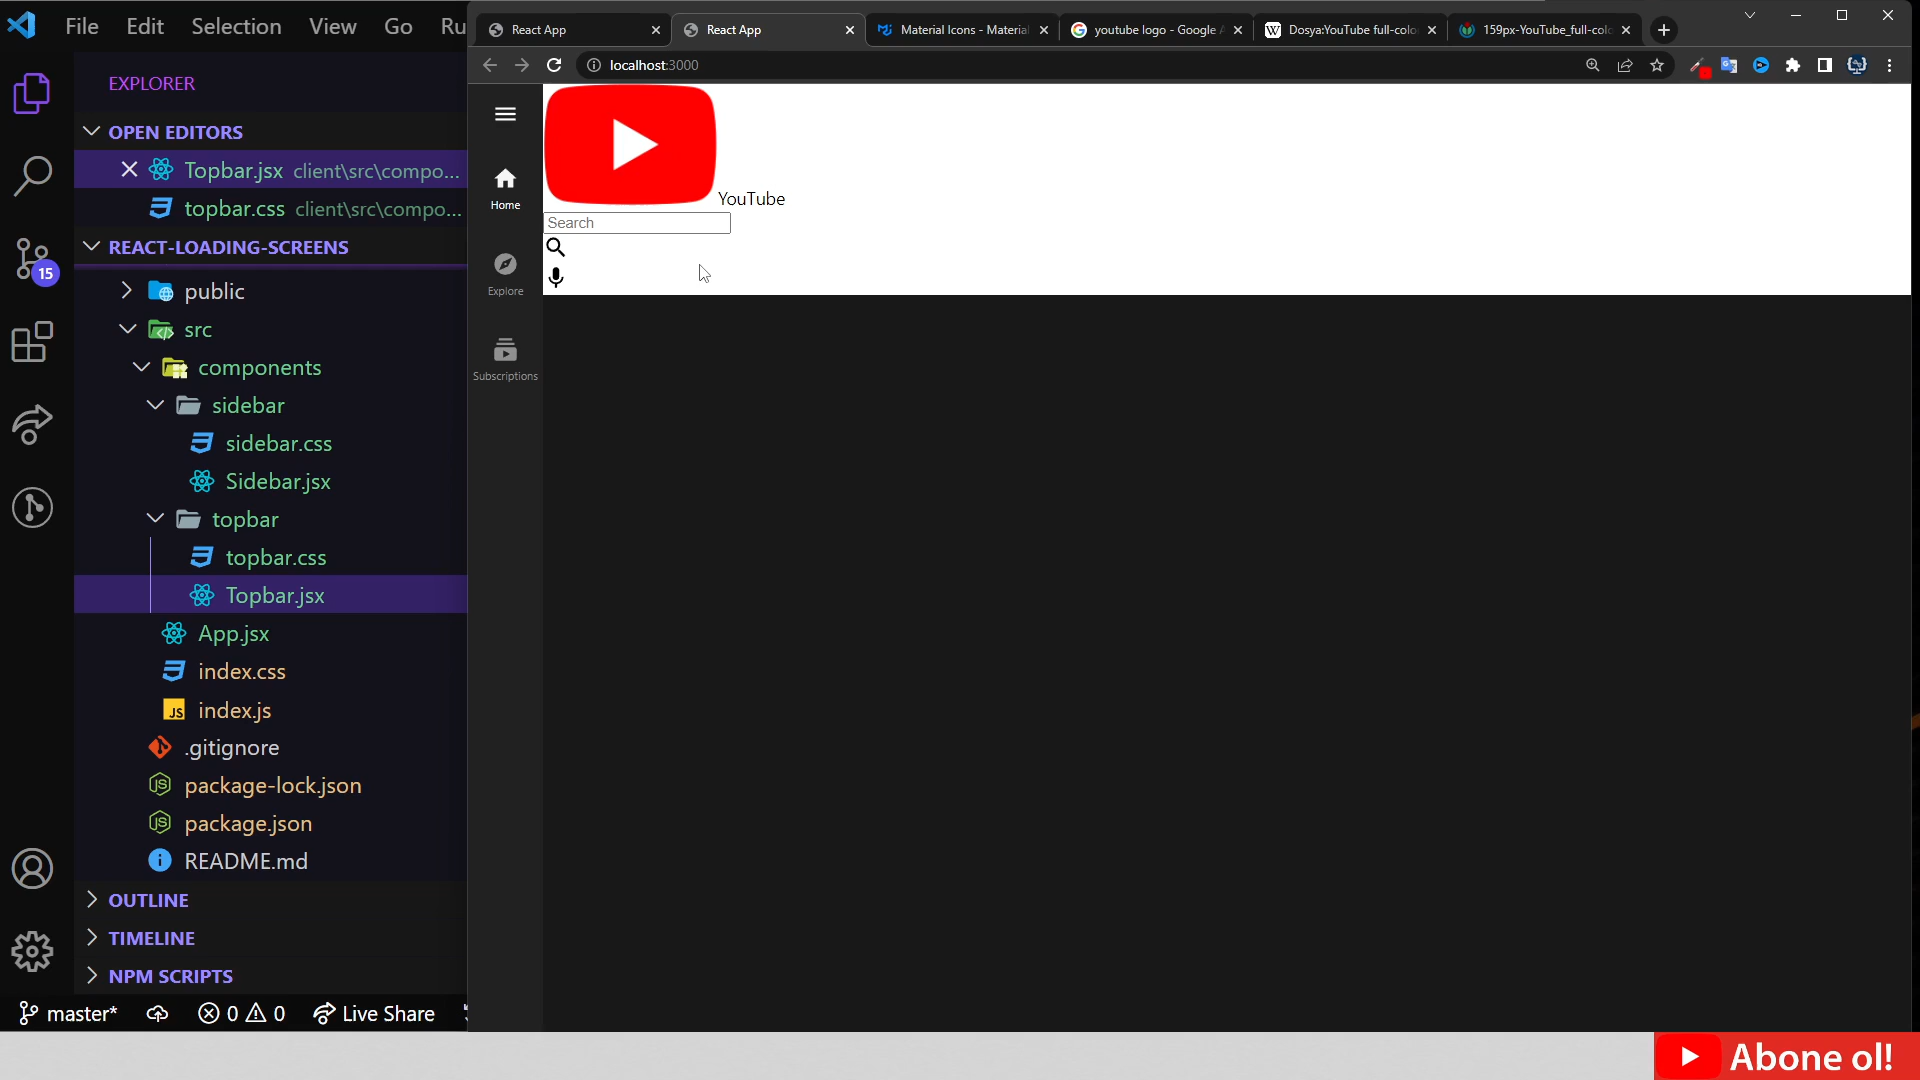 File Edit Selection View Go Ru
React App
React App
Material Icons - Material
youtube logo - Google A
Dosya:YouTube full-colo
159px-YouTube_full-colo
localhost:3000
EXPLORER
OPEN EDITORS
Topbar.jsx client\src\compo...
topbar.css client\src\compo...
REACT-LOADING-SCREENS
public
src
components
sidebar
sidebar.css
Sidebar.jsx
topbar
topbar.css
Topbar.jsx
App.jsx
index.css
JS index.js
.gitignore
package-lock.json
package.json
README.md
OUTLINE
TIMELINE
NPM SCRIPTS
15
master* 0 0 Live Share
Home
Explore
Subscriptions
YouTube
Search
Abone ol!